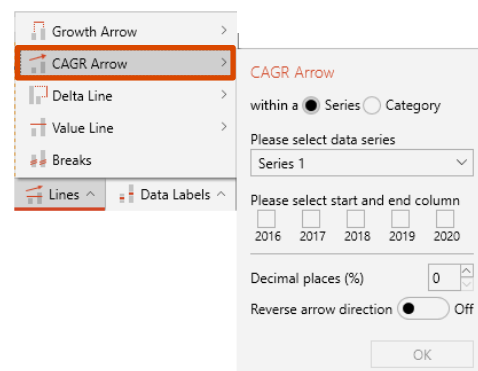 Growth Arrow
CAGR Arrow
Delta Line
Value Line
Breaks
Lines
Data Labels
CAGR Arrow
within a Series Category
Please select data series
Series 1
Please select start and end column
2016 2017 2018 2019 2020
Decimal places (%) 0
Reverse arrow direction Off
OK